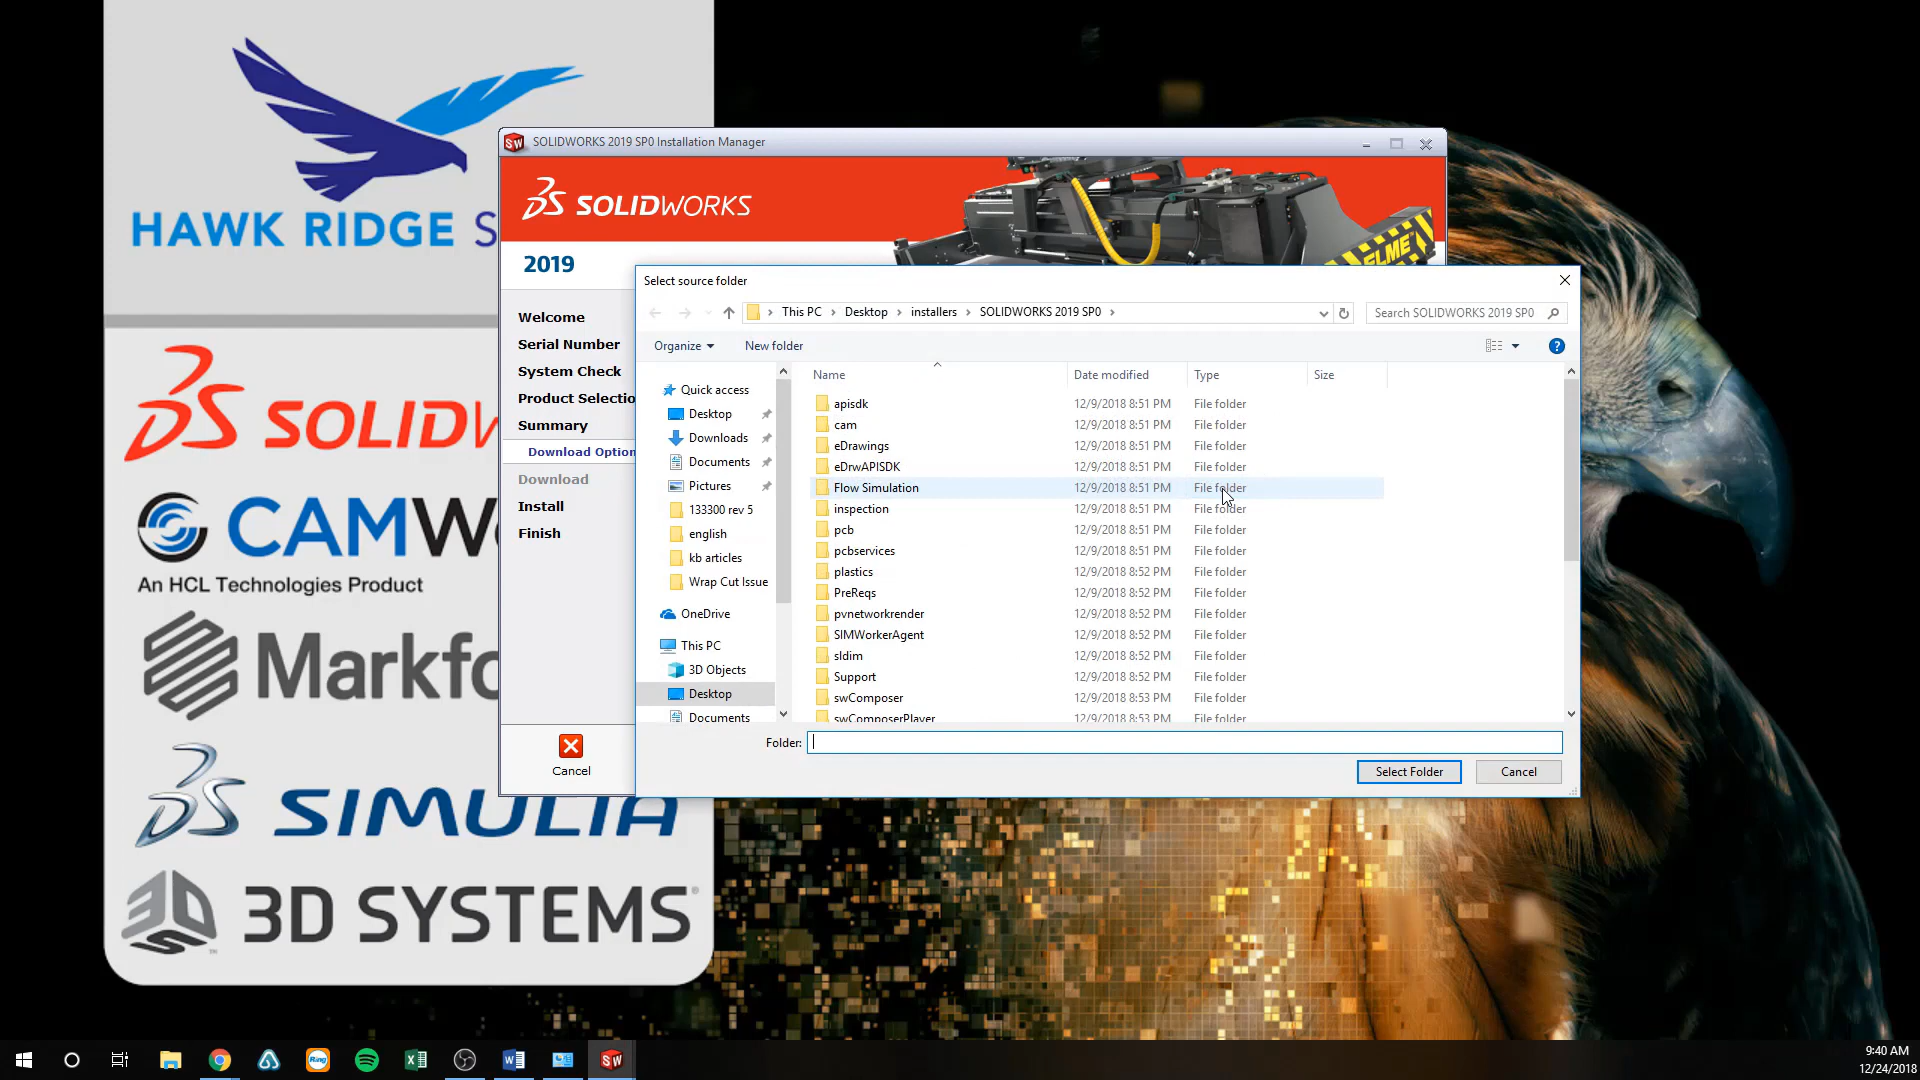 HAWK RIDGE S
SOLIDW
CAMW
An HCL Technologies Product
Markfo
SIMULIA
3D SYSTEMS
SOLIDWORKS 2019 SP0 Installation Manager
SOLIDWORKS
ELME
2019
Welcome
Serial Number
System Check
Product Selectio
Summary
Download Option
Download
Install
Finish
Cancel
Select source folder
This PC > Desktop > installers > SOLIDWORKS 2019 SP0 >
Search SOLIDWORKS 2019 SP0
Organize
New folder
Quick access
Desktop
Downloads
Documents
Pictures
133300 rev 5
english
kb articles
Wrap Cut Issue
OneDrive
This PC
3D Objects
Desktop
Documents
Name Date modified Type Size
apisdk 12/9/2018 8:51 PM File folder
cam 12/9/2018 8:51 PM File folder
eDrawings 12/9/2018 8:51 PM File folder
eDrwAPISDK 12/9/2018 8:51 PM File folder
Flow Simulation 12/9/2018 8:51 PM File folder
inspection 12/9/2018 8:51 PM File folder
pcb 12/9/2018 8:51 PM File folder
pcbservices 12/9/2018 8:51 PM File folder
plastics 12/9/2018 8:52 PM File folder
PreReqs 12/9/2018 8:52 PM File folder
pvnetworkrender 12/9/2018 8:52 PM File folder
SIMWorkerAgent 12/9/2018 8:52 PM File folder
sldim 12/9/2018 8:52 PM File folder
Support 12/9/2018 8:52 PM File folder
swComposer 12/9/2018 8:53 PM File folder
swComposerPlayer 12/9/2018 8:53 PM File folder
Folder:
Select Folder
Cancel
Ring
9:40 AM
12/24/2018